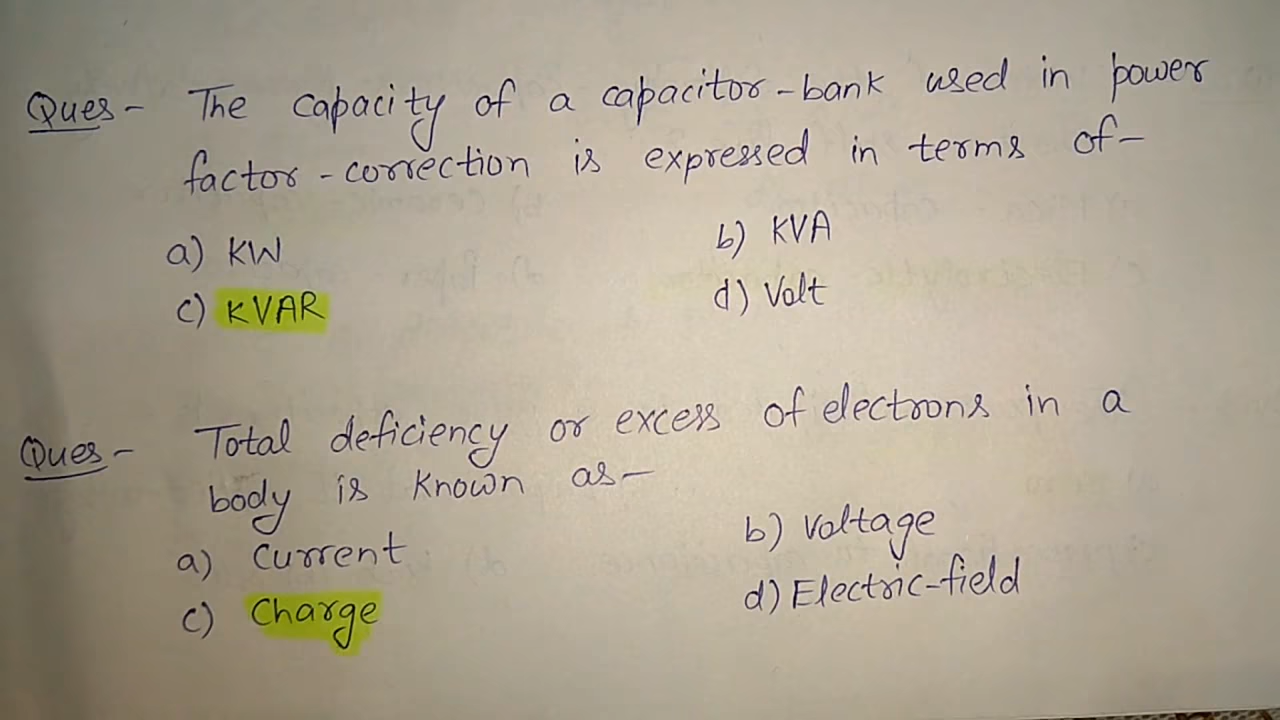 Ques - The capacity of a capacitor-bank used in power
factor-correction is expressed in terms of-
a) KW
b) KVA
c) KVAR
d) Volt
Ques - Total deficiency or excess of electrons in a
body is known as-
a) Current
b) Voltage
c) Charge
d) Electric-field